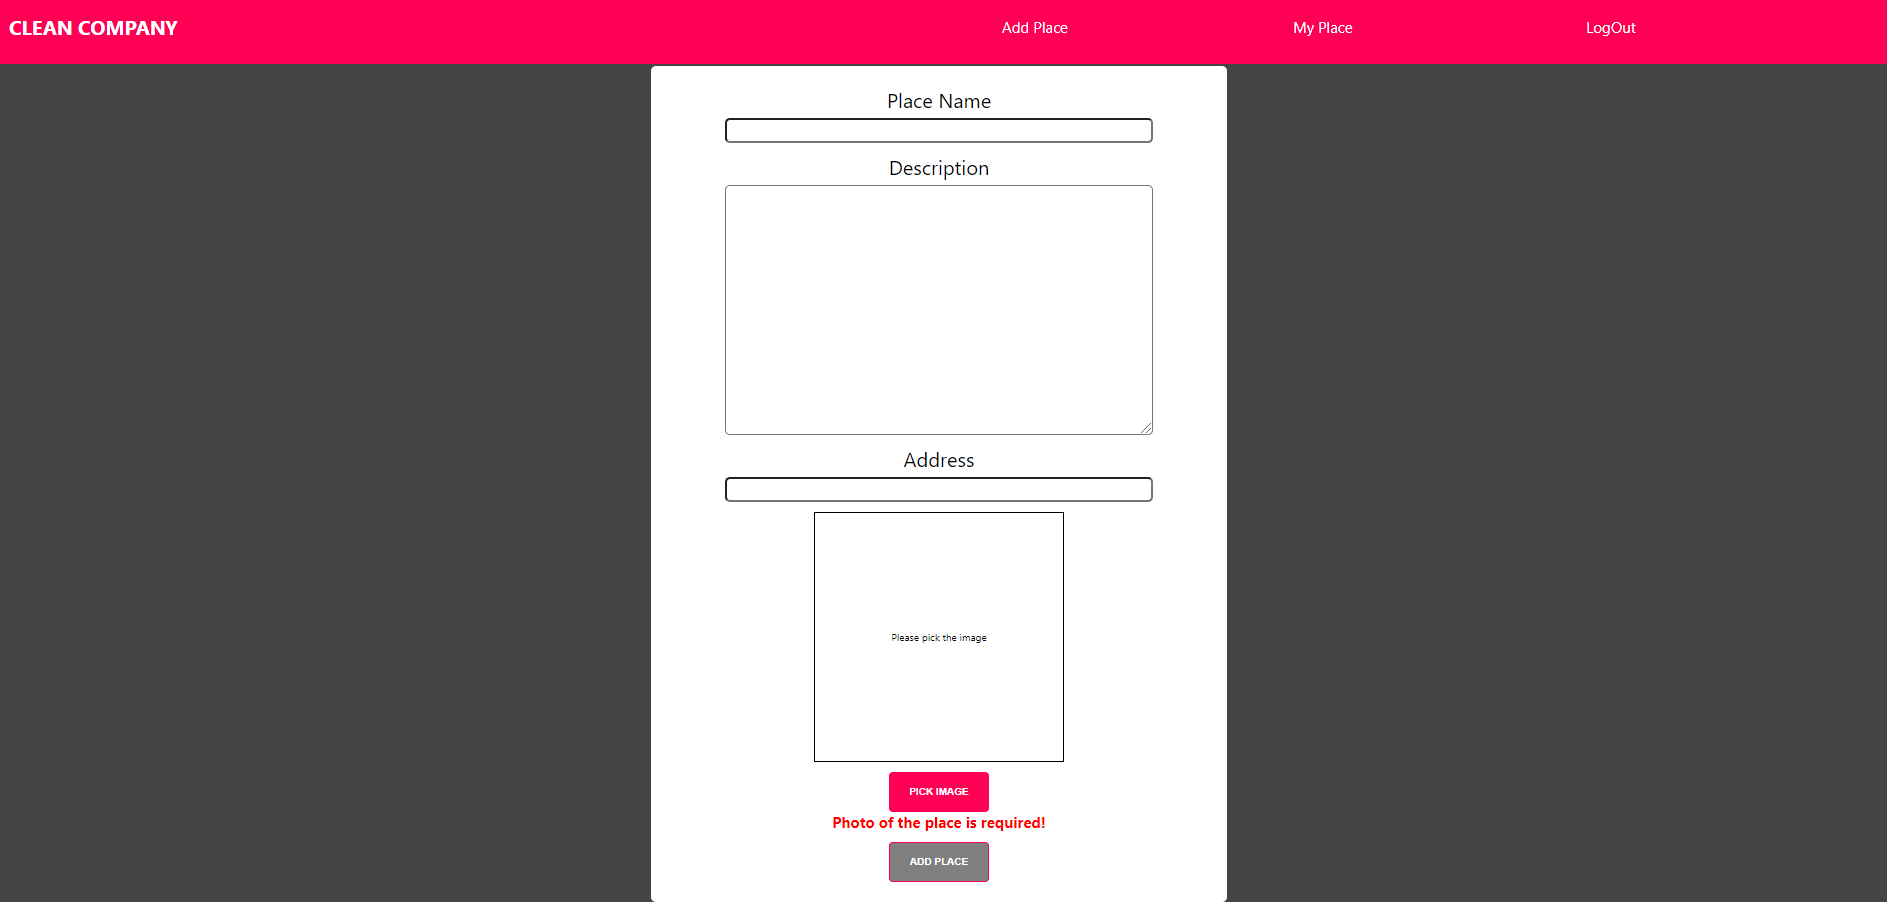 CLEAN COMPANY
Add Place
My Place
LogOut
Place Name
Description
Address
Please pick the image
PICK IMAGE
Photo of the place is required!
ADD PLACE